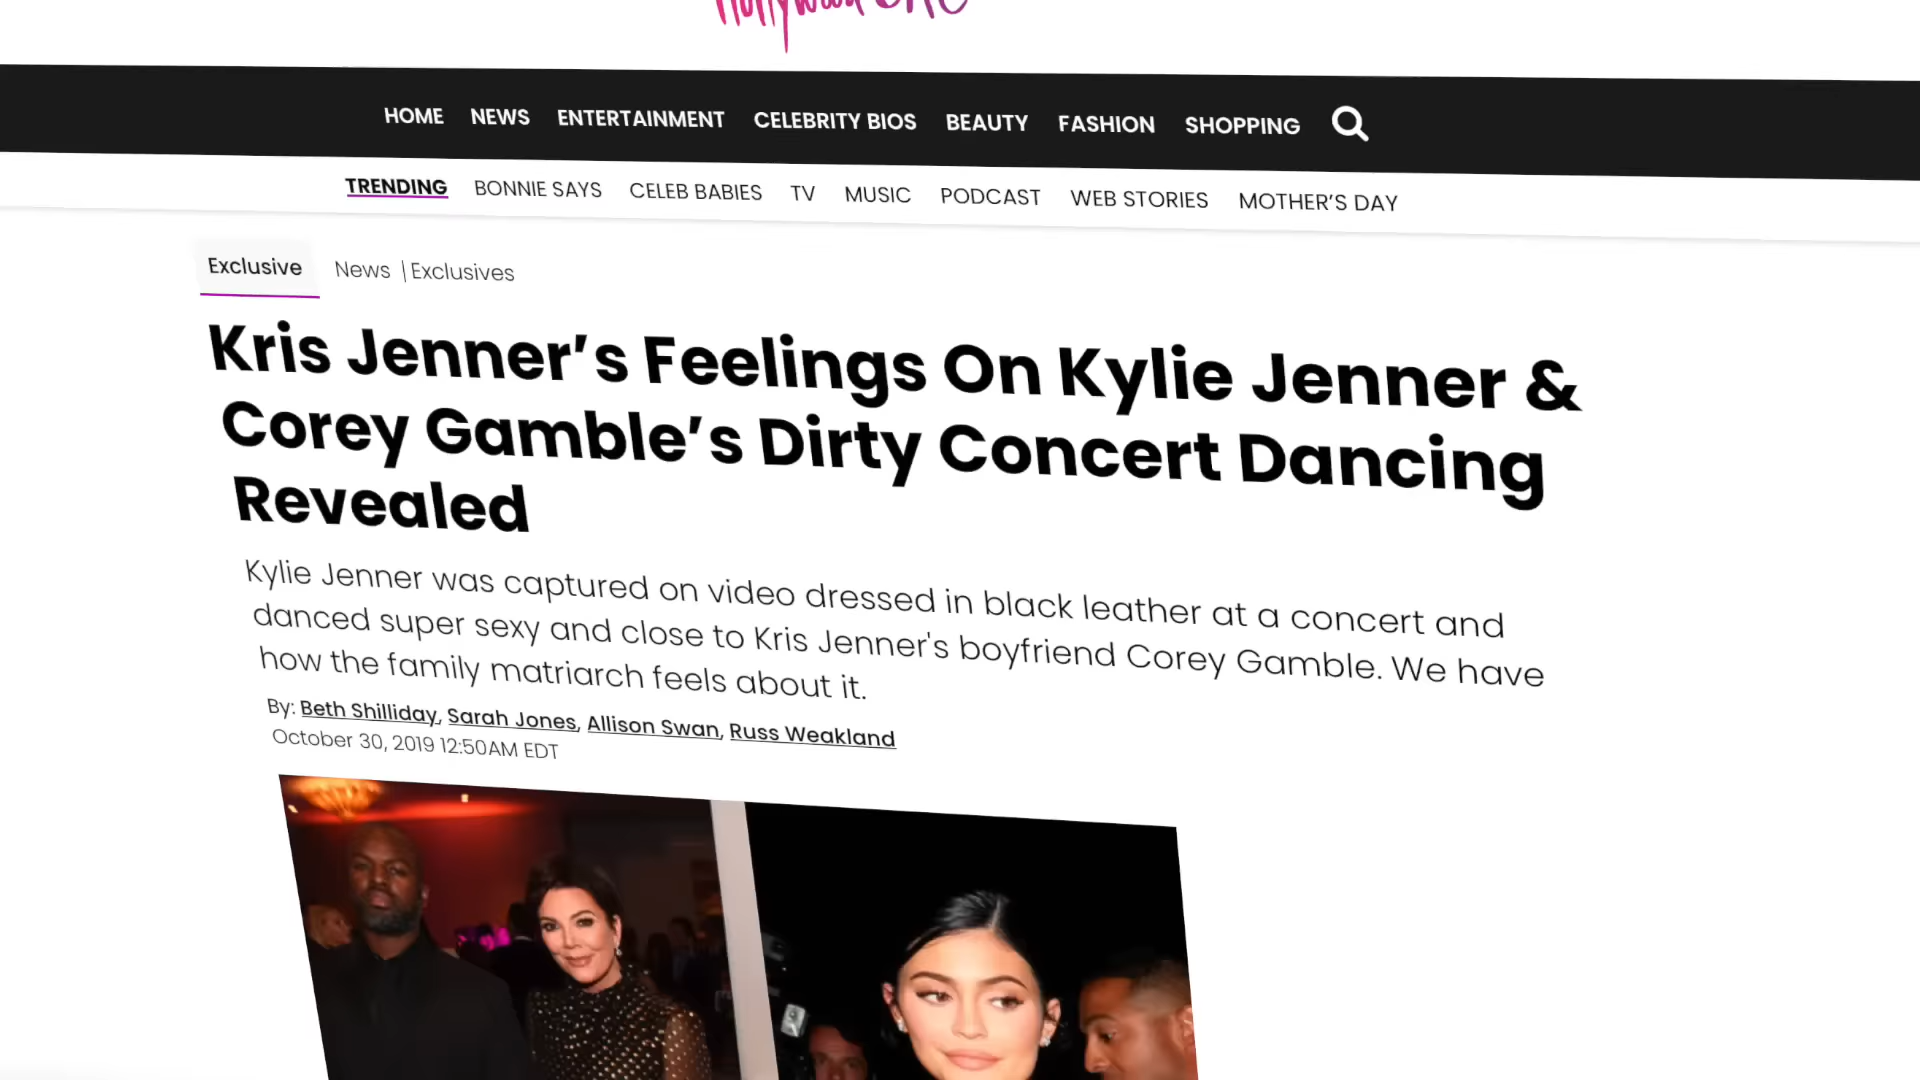 HOME NEWS ENTERTAINMENT CELEBRITY BIOS BEAUTY FASHION SHOPPING
TRENDING BONNIE SAYS CELEB BABIES TV MUSIC PODCAST WEB STORIES MOTHER’S DAY
Exclusive News | Exclusives
Kris Jenner’s Feelings On Kylie Jenner &
Corey Gamble’s Dirty Concert Dancing
Revealed
Kylie Jenner was captured on video dressed in black leather at a concert and
danced super sexy and close to Kris Jenner's boyfriend Corey Gamble. We have
how the family matriarch feels about it.
By: Beth Shilliday, Sarah Jones, Allison Swan, Russ Weakland
October 30, 2019 12:50AM EDT